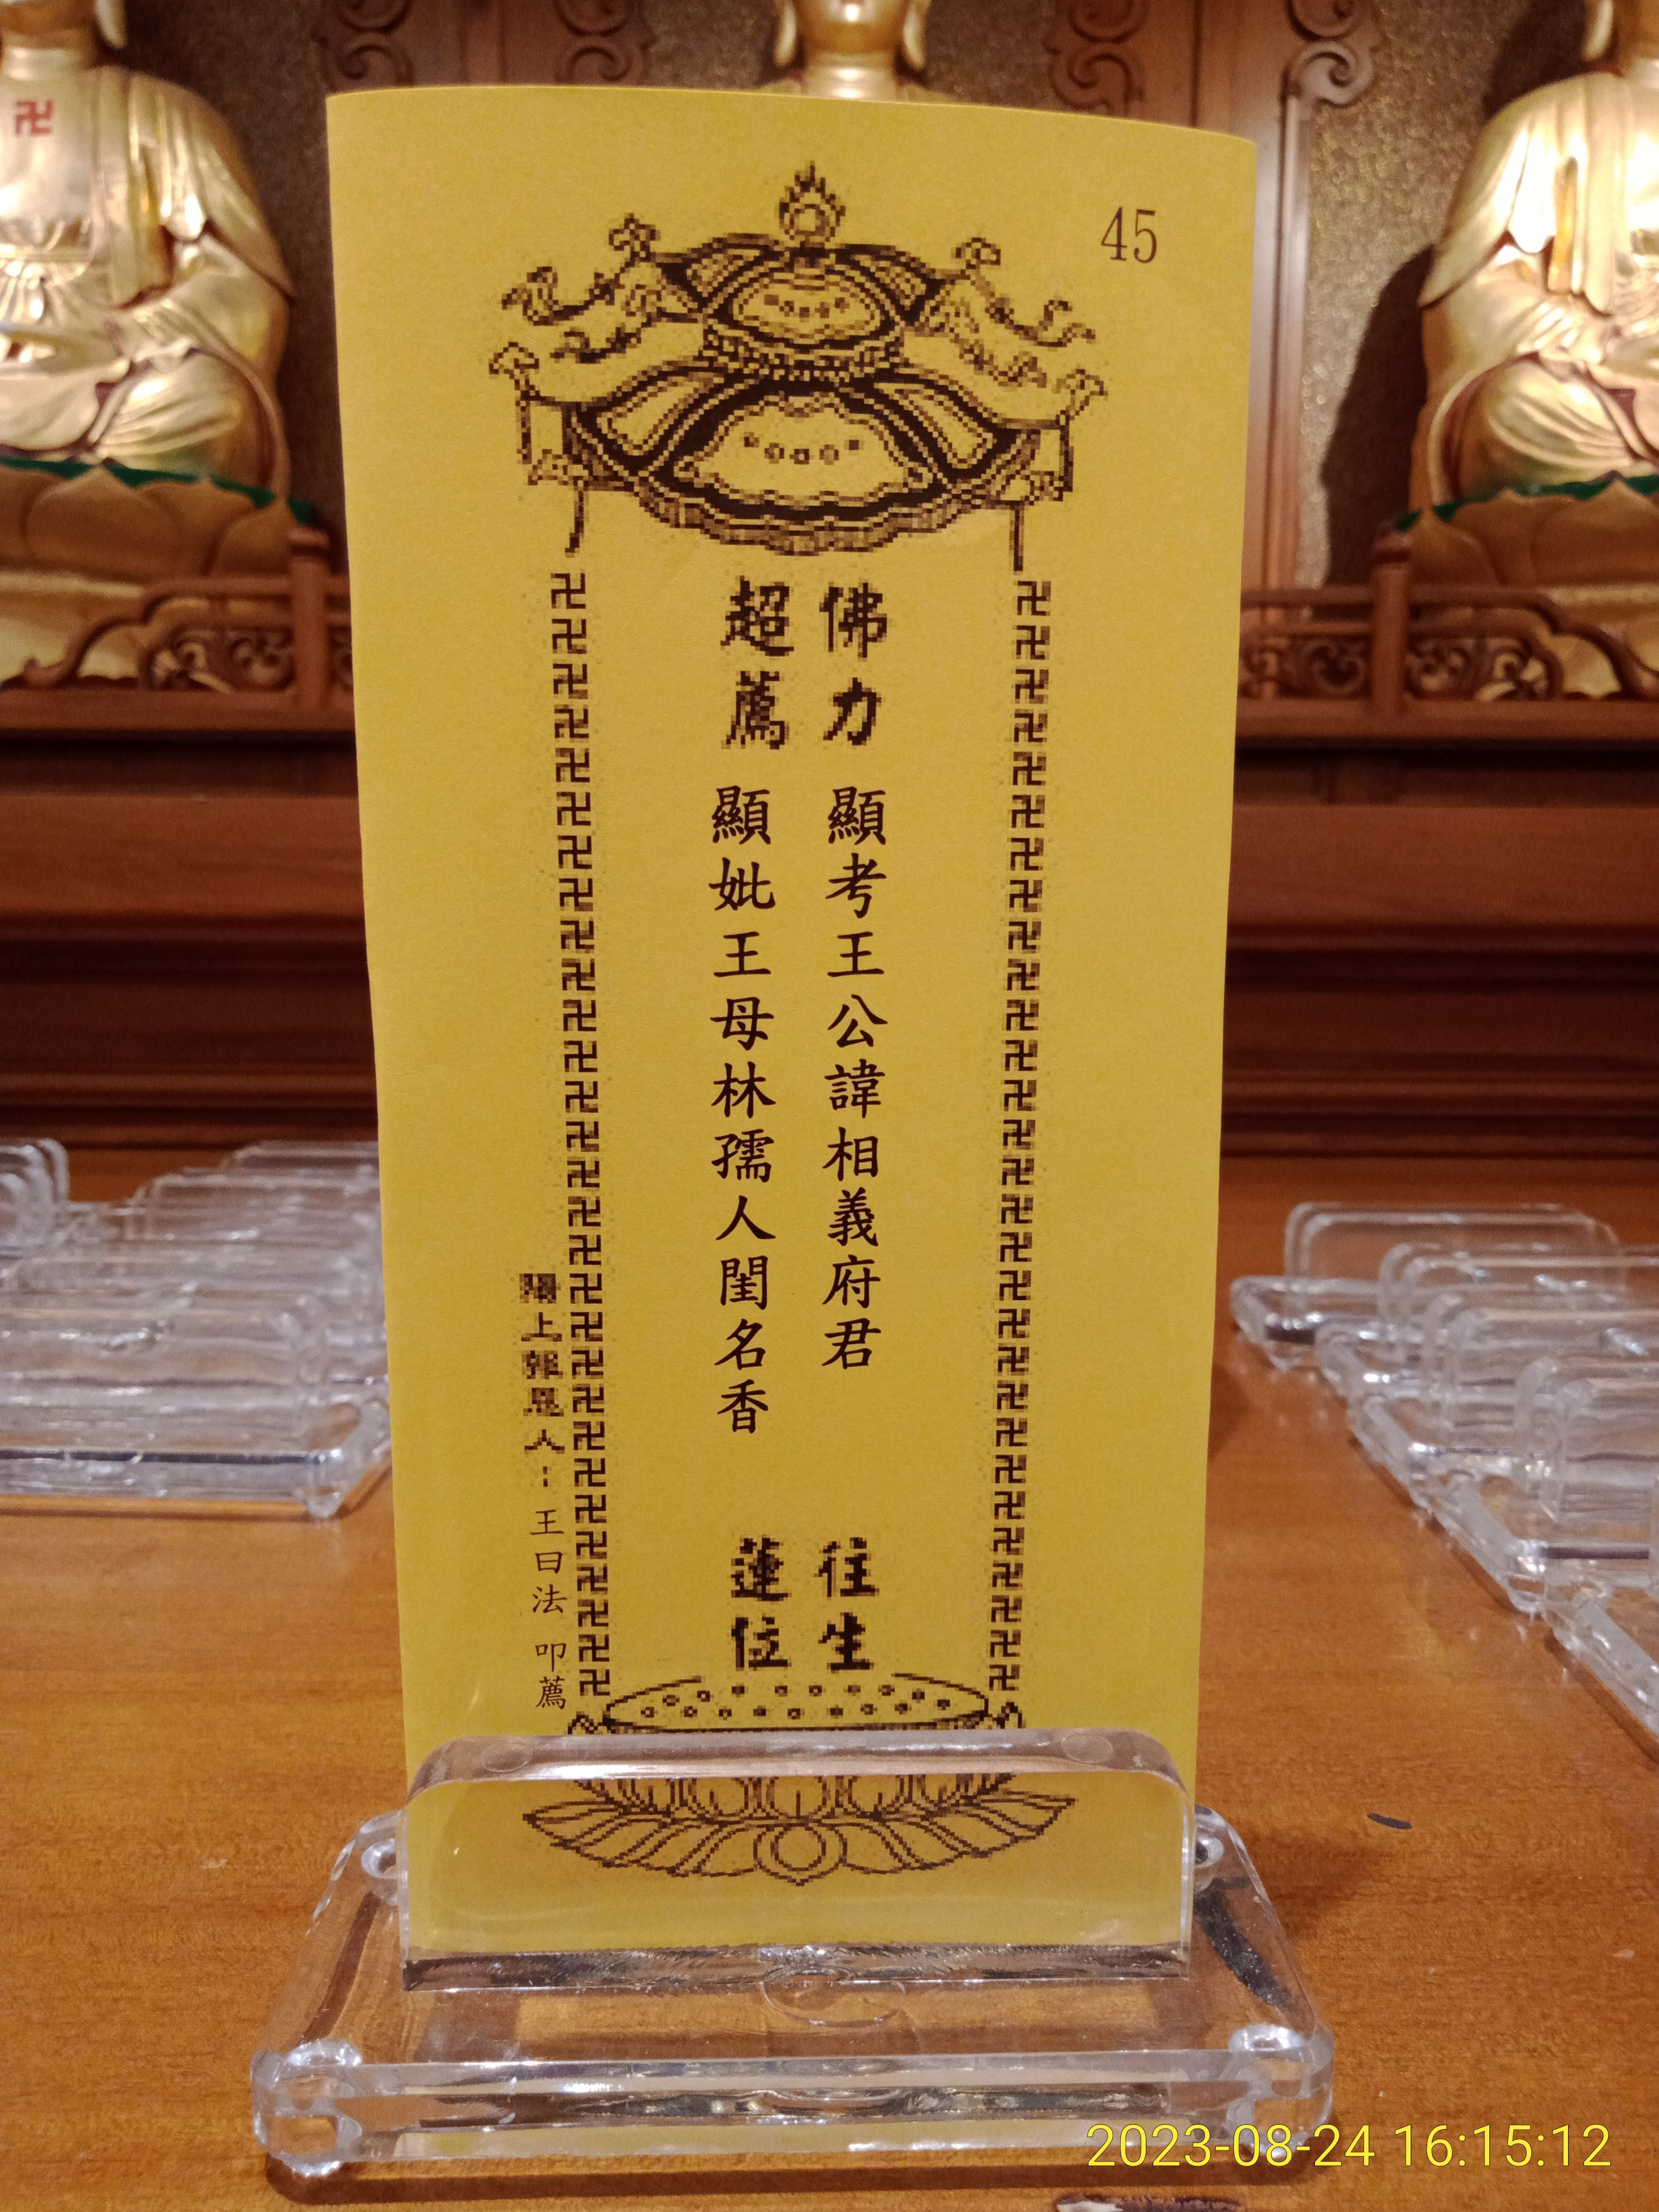 45
佛力
超薦
顯考王公諱相義府君
顯妣王母林孺人閨名香
往生
蓮位
陽上報恩人:王曰法 叩薦
2023-08-24 16:15:12